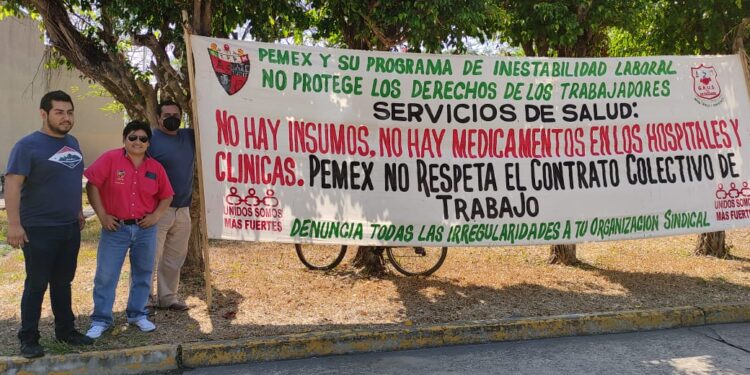 PEMEX Y SU PROGRAMA DE INESTABILIDAD LABORAL
NO PROTEGE LOS DERECHOS DE LOS TRABAJADORES
SERVICIOS DE SALUD:
NO HAY INSUMOS, NO HAY MEDICAMENTOS EN LOS HOSPITALES Y
CLINICAS. PEMEX NO RESPETA EL CONTRATO COLECTIVO DE
TRABAJO
UNIDOS SOMOS
MAS FUERTES
UNIDOS SOMOS
MAS FUERTES
DENUNCIA TODAS LAS IRREGULARIDADES A TU ORGANIZACION SINDICAL